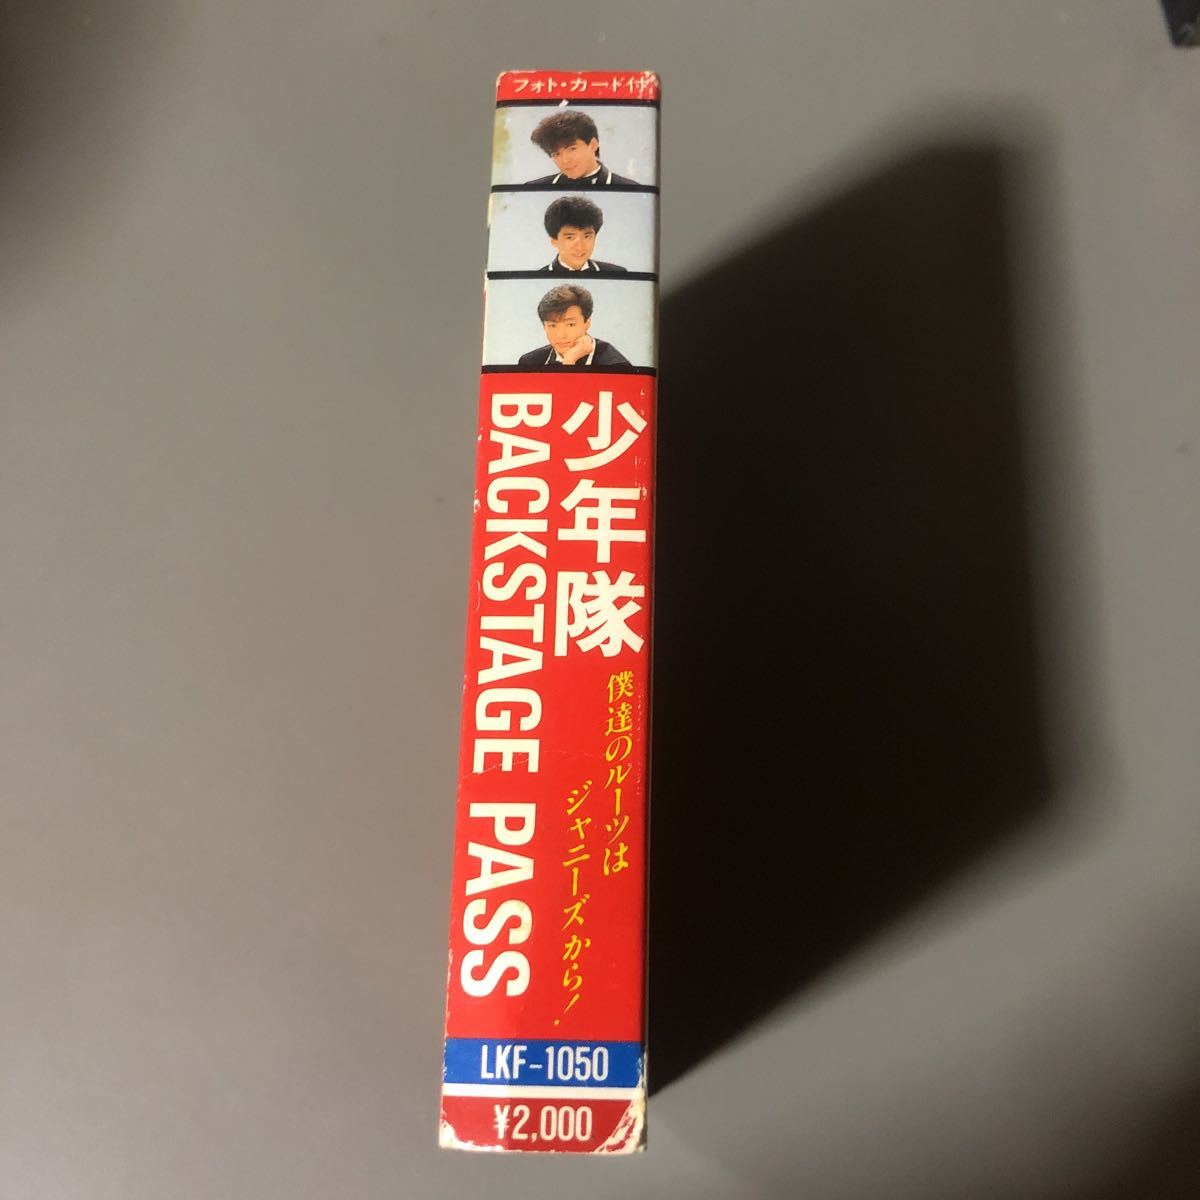 フォト・カード付
少年隊
BACKSTAGE PASS
僕達のルーツは
ジャニーズから!
LKF-1050
¥2,000